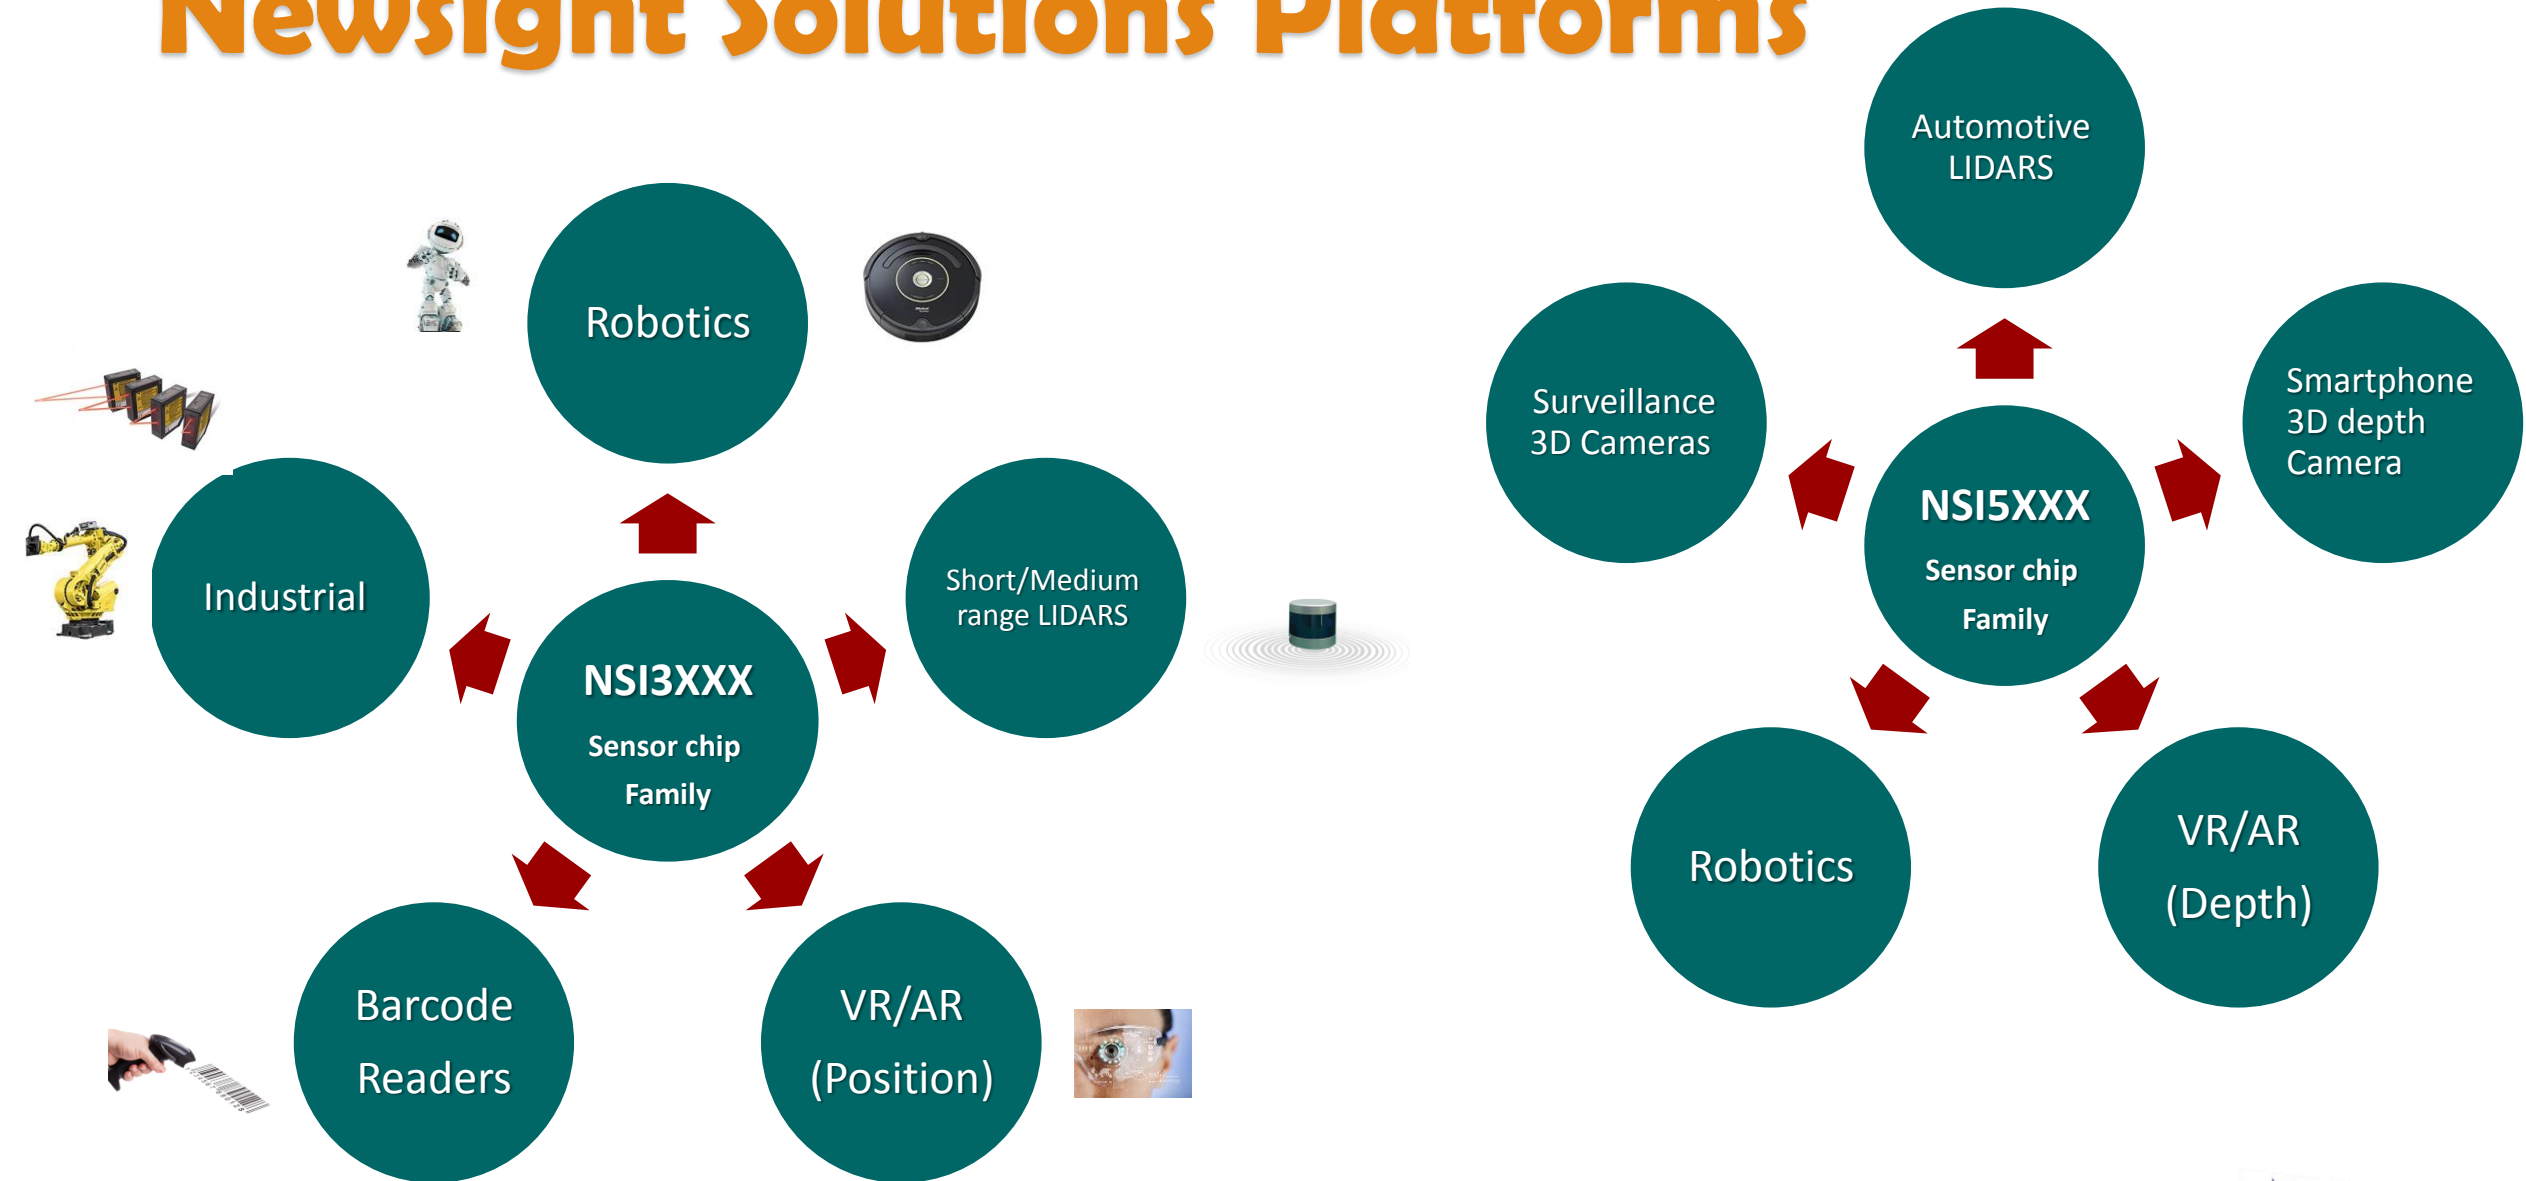 Newsight Solutions Platforms
Robotics
Industrial
Short/Medium
range LIDARS
NSI3XXX
Sensor chip
Family
Barcode
Readers
VR/AR
(Position)
Automotive
LIDARS
Surveillance
3D Cameras
Smartphone
3D depth
Camera
NSI5XXX
Sensor chip
Family
Robotics
VR/AR
(Depth)